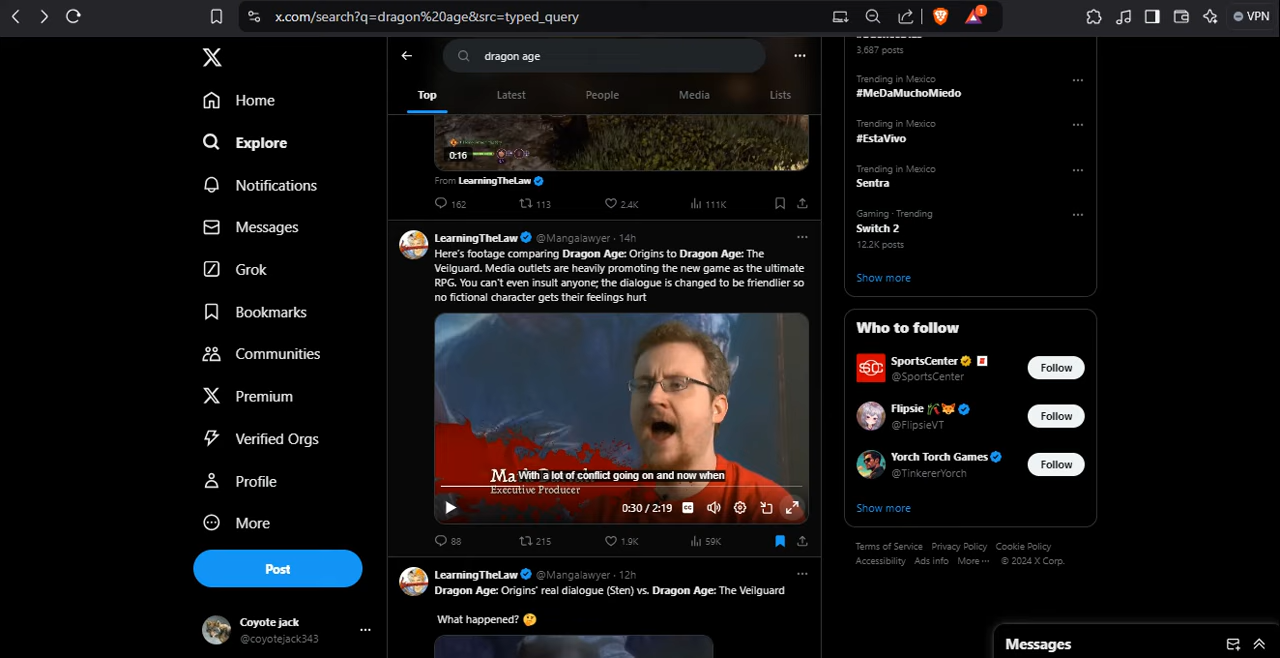 x.com/search?q=dragon%20age&src=typed_query
1
VPN
Home
Explore
Notifications
Messages
Grok
Bookmarks
Communities
Premium
Verified Orgs
Profile
More
Post
Coyote jack
@coyotejack343
dragon age
Top
Latest
People
Media
Lists
0:16
From LearningTheLaw
162
113
2.4K
111K
LearningTheLaw @Mangalawyer · 14h
Here's footage comparing Dragon Age: Origins to Dragon Age: The
Veilguard. Media outlets are heavily promoting the new game as the ultimate
RPG. You can't even insult anyone; the dialogue is changed to be friendlier so
no fictional character gets their feelings hurt
With a lot of conflict going on and now when
Executive Producer
0:30 / 2:19
CC
88
215
1.9K
59K
LearningTheLaw @Mangalawyer · 12h
Dragon Age: Origins' real dialogue (Sten) vs. Dragon Age: The Veilguard
What happened? 🤔
3,687 posts
Trending in Mexico
#MeDaMuchoMiedo
Trending in Mexico
#EstaVivo
Trending in Mexico
Sentra
Gaming · Trending
Switch 2
12.2K posts
Show more
Who to follow
SportsCenter
@SportsCenter
Follow
Flipsie
@FlipsieVT
Follow
Yorch Torch Games
@TinkererYorch
Follow
Show more
Terms of Service Privacy Policy Cookie Policy
Accessibility Ads info More ··· © 2024 X Corp.
Messages